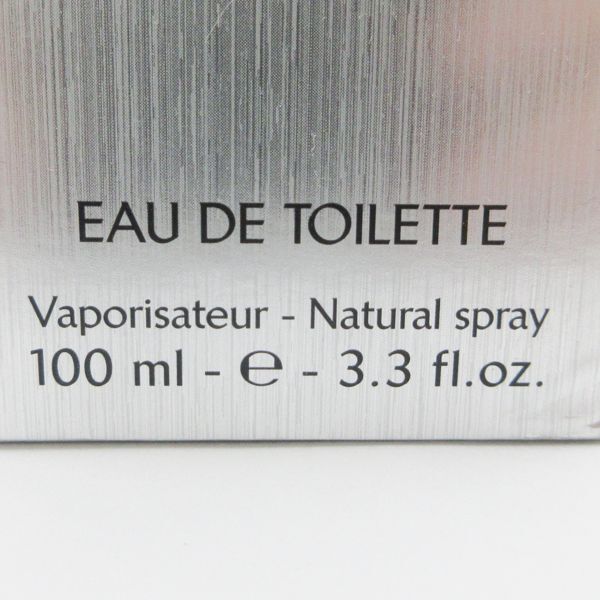 EAU DE TOILETTE
Vaporisateur - Natural spray
100 ml - ℮ - 3.3 fl.oz.